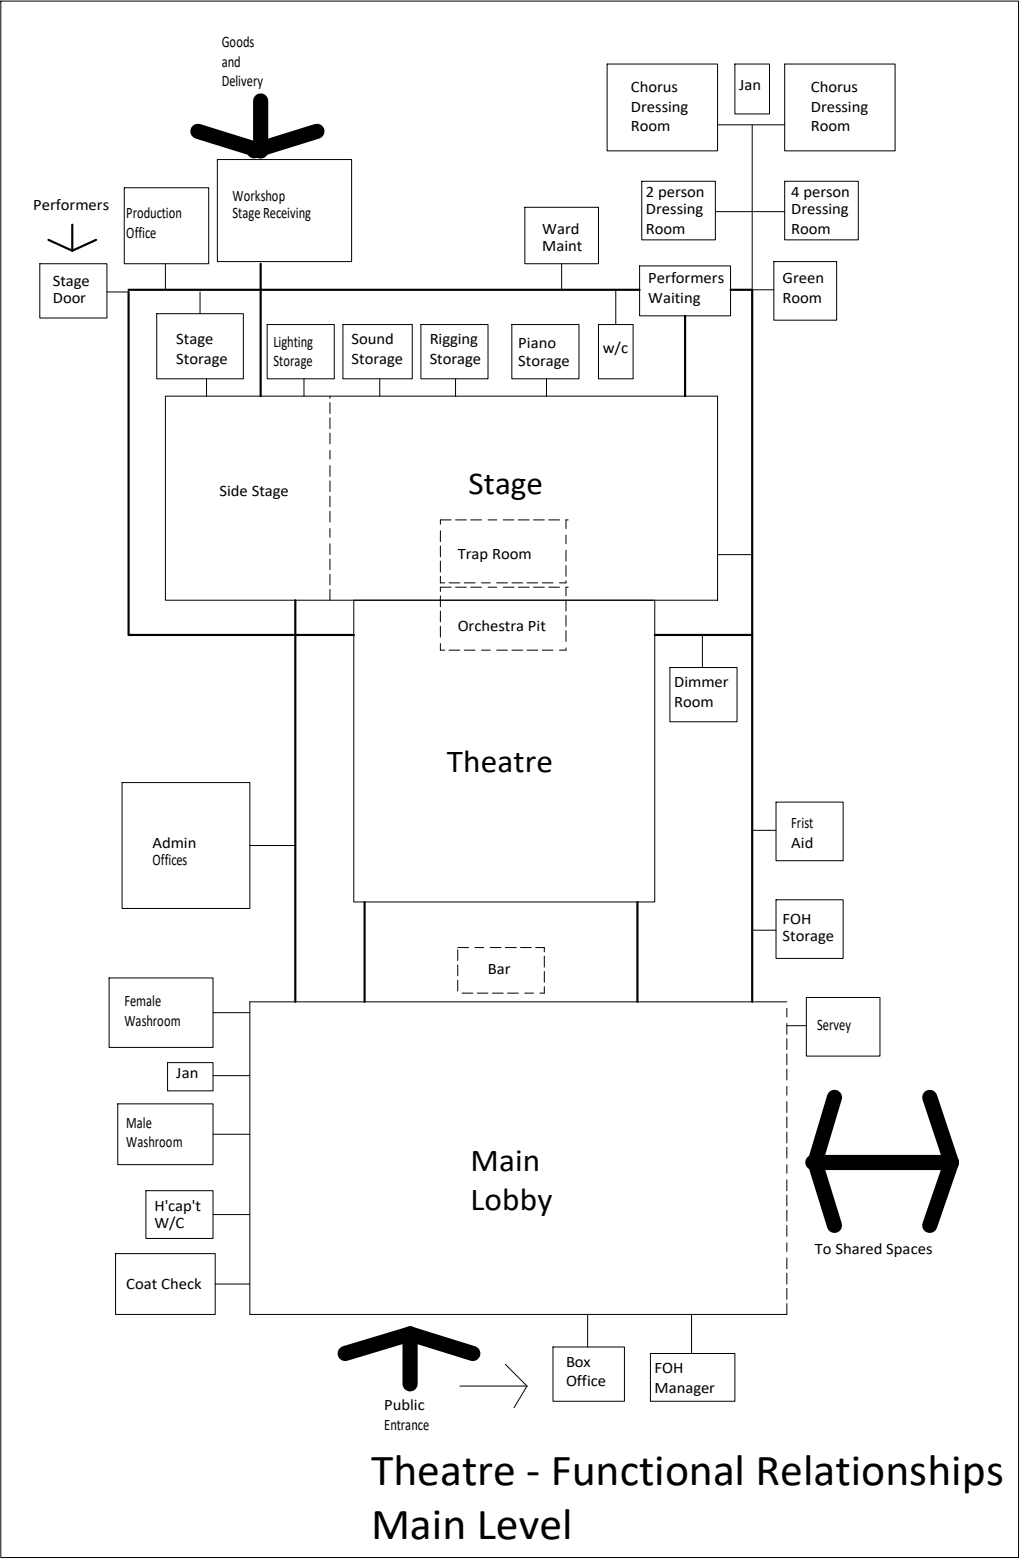 Goods
and
Delivery
Chorus
Dressing
Room
Jan
Chorus
Dressing
Room
Workshop
Stage Receiving
Performers
Production
Office
2 person
Dressing
Room
4 person
Dressing
Room
Ward
Maint
Stage
Door
Performers
Waiting
Green
Room
Stage
Storage
Lighting
Storage
Sound
Storage
Rigging
Storage
Piano
Storage
w/c
Side Stage
Stage
Trap Room
Orchestra Pit
Dimmer
Room
Theatre
Admin
Offices
Frist
Aid
FOH
Storage
Bar
Female
Washroom
Servey
Jan
Male
Washroom
Main
Lobby
H'cap't
W/C
To Shared Spaces
Coat Check
Box
Office
FOH
Manager
Public
Entrance
Theatre - Functional Relationships
Main Level